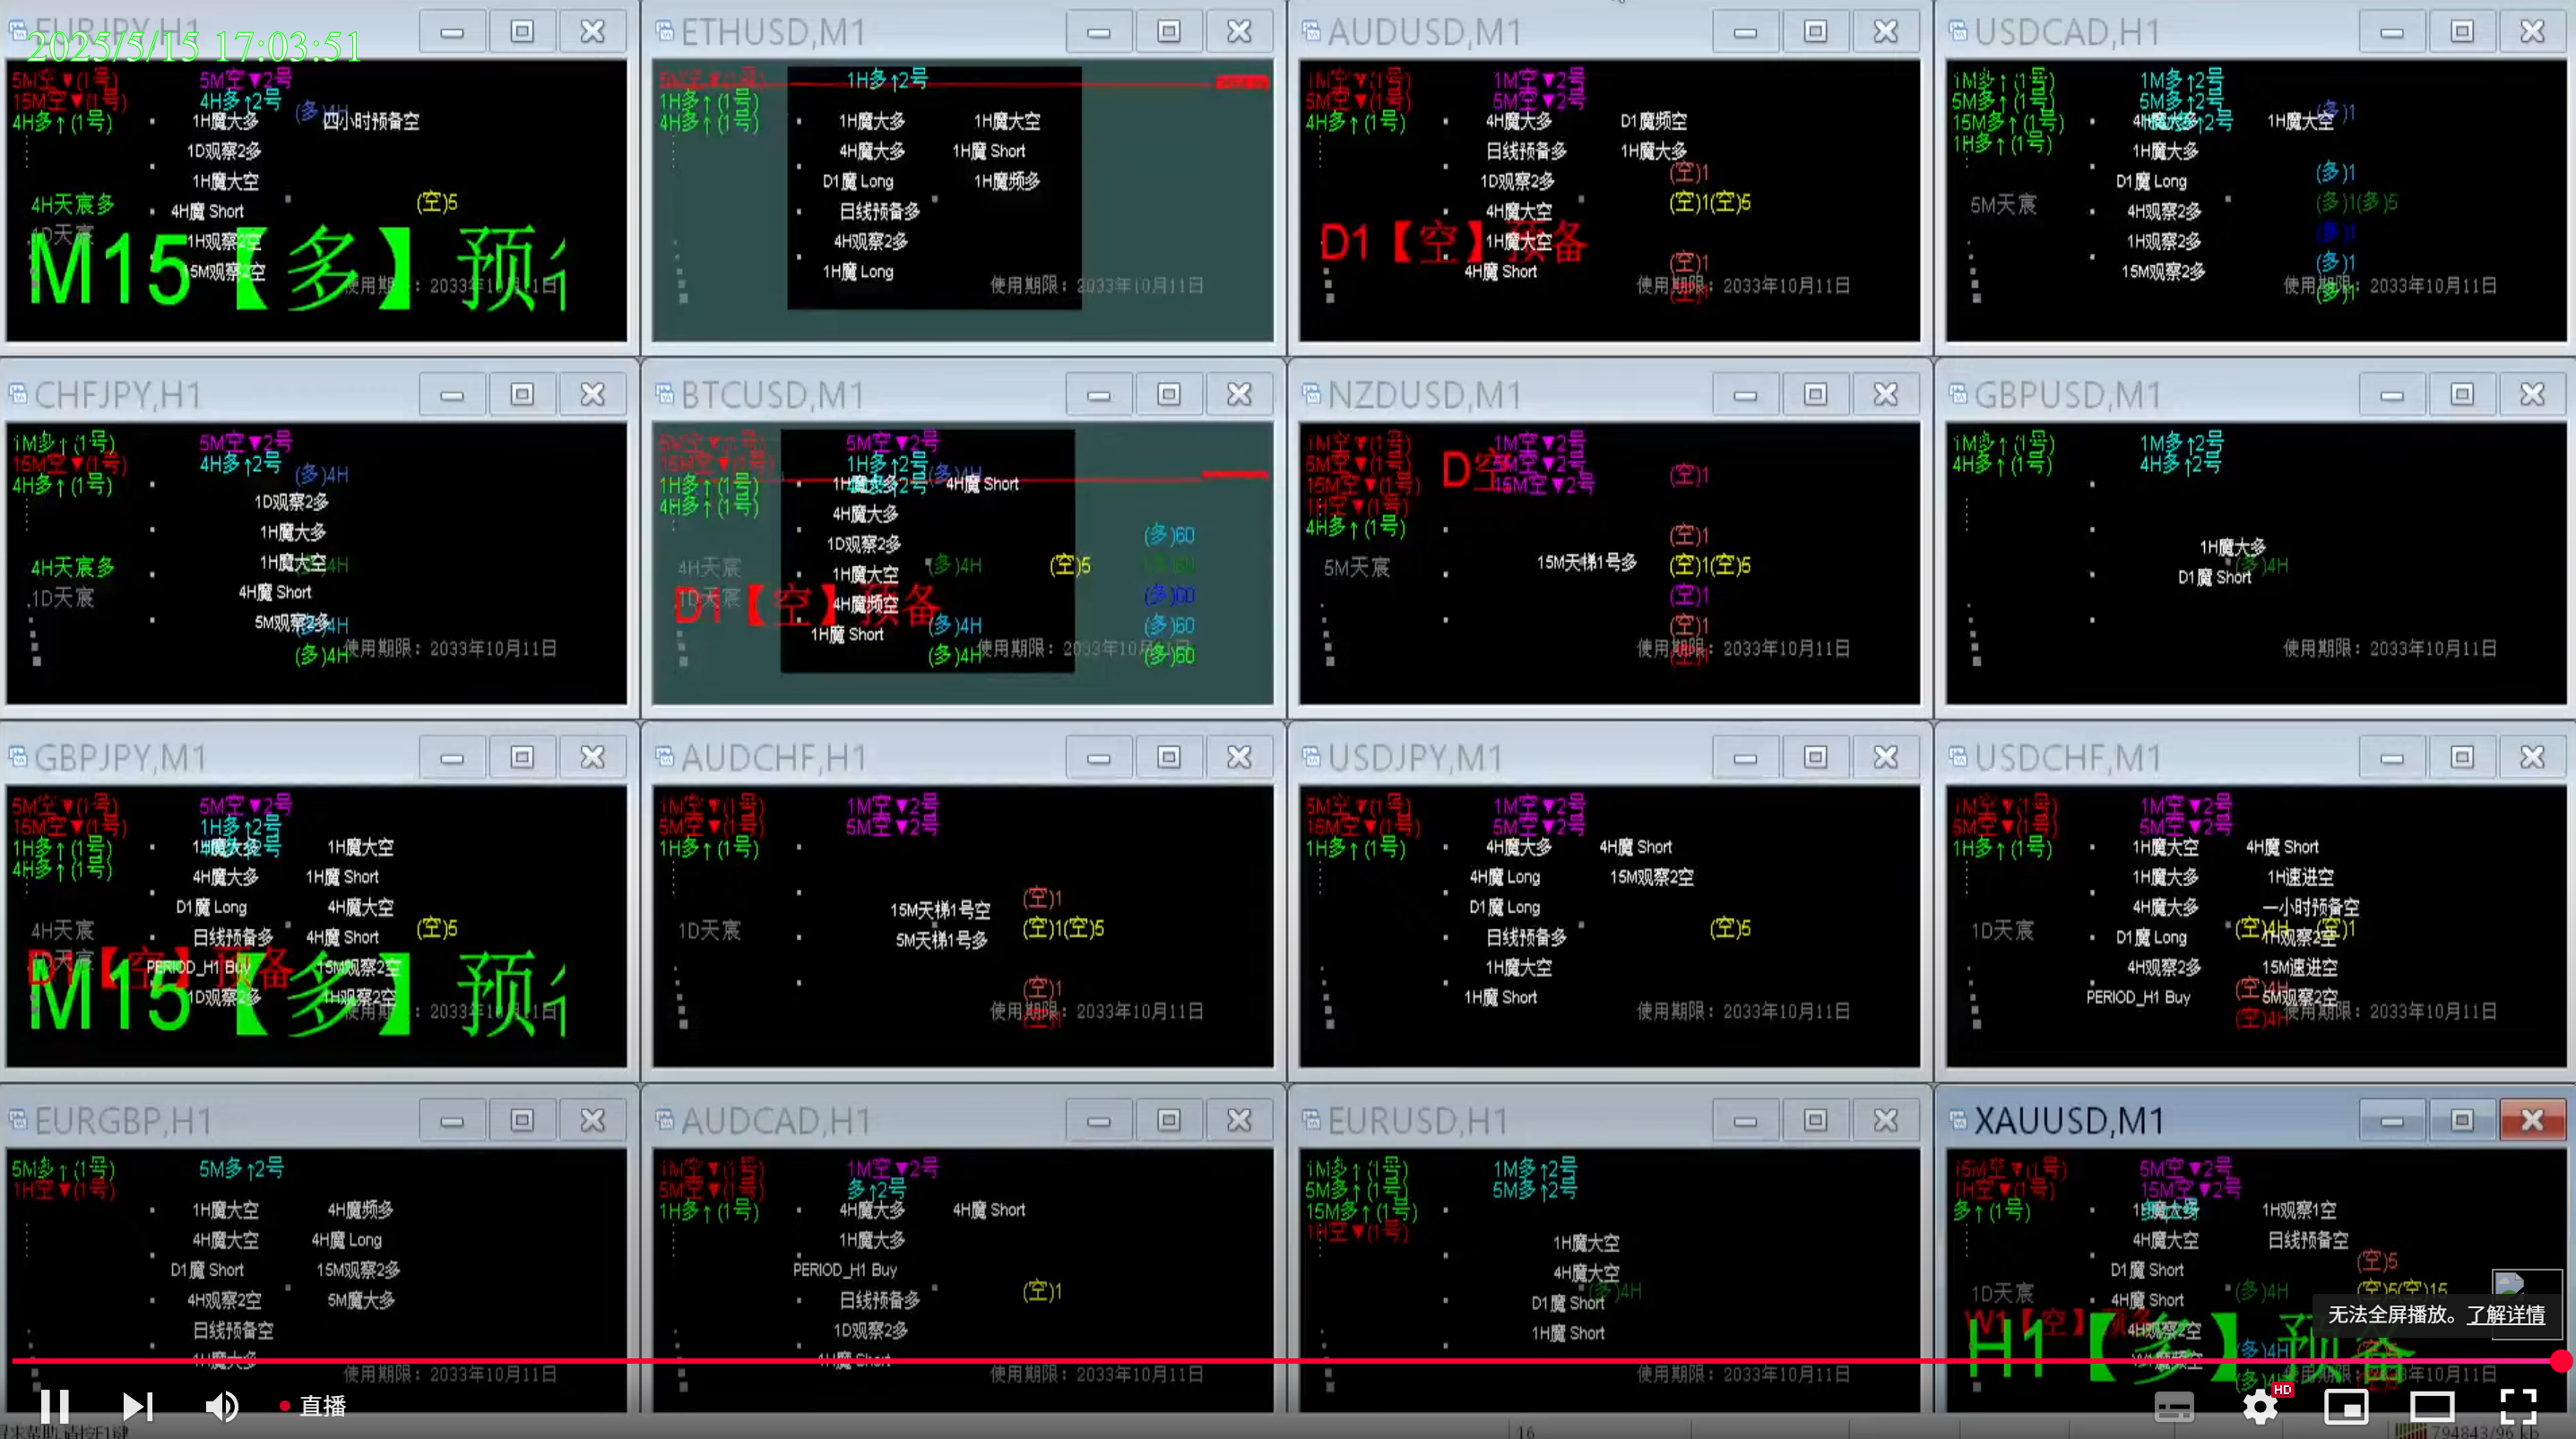 EURJPY,H1
2025/5/15 17:03:51
5M空▼(1号) 5M空▼2号
15M空▼(1号) 4H多↑2号 (多)4H
4H多↑(1号) 1H魔大多 四小时预备空
1D观察2多
1H魔大空
4H天宸多 4H魔 Short (空)5
1D天宸 1H观察2空
M15【多】预
15M观察2空
使用期限：2033年10月11日
ETHUSD,M1
5M空▼(1号) 1H多↑2号
1H多↑(1号)
4H多↑(1号) 1H魔大多 1H魔大空
4H魔大多 1H魔 Short
D1魔 Long 1H魔频多
日线预备多
4H观察2多
1H魔 Long
使用期限：2033年10月11日
AUDUSD,M1
1M空▼(1号) 1M空▼2号
5M空▼(1号) 5M空▼2号
4H多↑(1号) 4H魔大多 D1魔频空
日线预备多 1H魔大多
1D观察2多 (空)1
4H魔大空 (空)1(空)5
D1【空】预备
1H魔大空
4H魔 Short (空)1
使用期限：2033年10月11日
(空)1
USDCAD,H1
1M多↑(1号) 1M多↑2号
5M多↑(1号) 5M多↑2号 (多)1
15M多↑(1号) 4H魔大多 1H魔大空
1H多↑(1号) 1H魔大多
D1魔 Long (多)1
5M天宸 4H观察2多 (多)1(多)5
1H观察2多 (多)1
15M观察2多 (多)1
使用期限：2033年10月11日
(多)1
CHFJPY,H1
1M多↑(1号) 5M空▼2号
15M空▼(1号) 4H多↑2号 (多)4H
4H多↑(1号)
1D观察2多
1H魔大多
4H天宸多 1H魔大空
1D天宸 4H魔 Short
5M观察2多
(多)4H
使用期限：2033年10月11日
BTCUSD,M1
5M空▼(1号) 5M空▼2号
15M空▼(1号) 1H多↑2号 (多)4H
1H多↑(1号) 1H魔大多 4H魔 Short
4H多↑(1号) 4H魔大多
1D观察2多 (多)60
4H天宸 1H魔大空 (多)4H (空)5 (多)60
1D天宸 4H魔频空 (多)60
D1【空】预备
1H魔 Short (多)4H (多)60
(多)4H (多)60
使用期限：2033年10月11日
NZDUSD,M1
1M空▼(1号) 1M空▼2号
5M空▼(1号) D空 5M空▼2号 (空)1
15M空▼(1号) 15M空▼2号
1H空▼(1号)
4H多↑(1号) (空)1
5M天宸 15M天梯1号多 (空)1(空)5
(空)1
(空)1
使用期限：2033年10月11日
(空)1
GBPUSD,M1
1M多↑(1号) 1M多↑2号
4H多↑(1号) 4H多↑2号
1H魔大多
(多)4H
D1魔 Short
使用期限：2033年10月11日
GBPJPY,M1
5M空▼(1号) 5M空▼2号
15M空▼(1号) 1H多↑2号
1H多↑(1号) 1H魔大多 1H魔大空
4H多↑(1号) 4H魔大多 1H魔 Short
D1魔 Long 4H魔大空
4H天宸 日线预备多 4H魔 Short (空)5
1D天宸 PERIOD_H1 Buy 15M观察2空
D1【空】预备
M15【多】预
1D观察2多 1H观察2空
使用期限：2033年10月11日
AUDCHF,H1
1M空▼(1号) 1M空▼2号
5M空▼(1号) 5M空▼2号
1H多↑(1号)
15M天梯1号空 (空)1
1D天宸 (空)1(空)5
5M天梯1号多
(空)1
使用期限：2033年10月11日
(空)1
USDJPY,M1
5M空▼(1号) 1M空▼2号
15M空▼(1号) 5M空▼2号
1H多↑(1号) 4H魔大多 4H魔 Short
4H魔 Long 15M观察2空
D1魔 Long
日线预备多 (空)5
1H魔大空
1H魔 Short
使用期限：2033年10月11日
USDCHF,M1
1M空▼(1号) 1M空▼2号
5M空▼(1号) 5M空▼2号
1H多↑(1号) 1H魔大空 4H魔 Short
1H魔大多 1H速进空
4H魔大多 一小时预备空
1D天宸 D1魔 Long (空)4H (空)1
1H观察2空
4H观察2多 15M速进空
PERIOD_H1 Buy (空)4H 5M观察2空
(空)4H
使用期限：2033年10月11日
EURGBP,H1
5M多↑(1号) 5M多↑2号
1H空▼(1号)
1H魔大空 4H魔频多
4H魔大空 4H魔 Long
D1魔 Short 15M观察2多
4H观察2空 5M魔大多
日线预备空
1H魔大多
使用期限：2033年10月11日
AUDCAD,H1
1M空▼(1号) 1M空▼2号
5M空▼(1号) 多↑2号
1H多↑(1号) 4H魔大多 4H魔 Short
1H魔大多
PERIOD_H1 Buy
日线预备多 (空)1
1D观察2多
1H魔 Short
使用期限：2033年10月11日
EURUSD,H1
1M多↑(1号) 1M多↑2号
5M多↑(1号) 5M多↑2号
15M多↑(1号)
1H空▼(1号)
1H魔大空
4H魔大空
(多)4H
D1魔 Short
1H魔 Short
使用期限：2033年10月11日
XAUUSD,M1
15M空▼(1号) 5M空▼2号
1H空▼(1号) 15M空▼2号
多↑(1号) 1H魔大多 1H观察1空
4H魔大空 日线预备空
D1魔 Short (空)5
1D天宸 4H魔 Short (多)4H (空)5(空)15
W1【空】预备
4H观察2空
H1【多】预备
(多)4H
无法全屏播放。了解详情
直播
HD
16
794843/96 kb